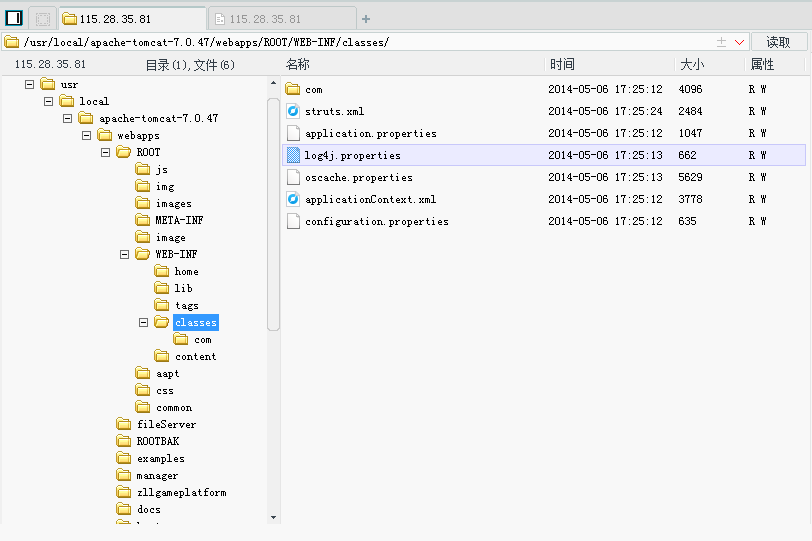 115.28.35.81 115.28.35.81 +
/usr/local/apache-tomcat-7.0.47/webapps/ROOT/WEB-INF/classes/ 读取
115.28.35.81 目录(1),文件(6)
usr
local
apache-tomcat-7.0.47
webapps
ROOT
js
img
images
META-INF
image
WEB-INF
home
lib
tags
classes
com
content
aapt
css
common
fileServer
ROOTBAK
examples
manager
zllgameplatform
docs
名称 时间 大小 属性
com 2014-05-06 17:25:12 4096 R W
struts.xml 2014-05-06 17:25:24 2484 R W
application.properties 2014-05-06 17:25:12 1047 R W
log4j.properties 2014-05-06 17:25:13 662 R W
oscache.properties 2014-05-06 17:25:13 5629 R W
applicationContext.xml 2014-05-06 17:25:12 3778 R W
configuration.properties 2014-05-06 17:25:12 635 R W